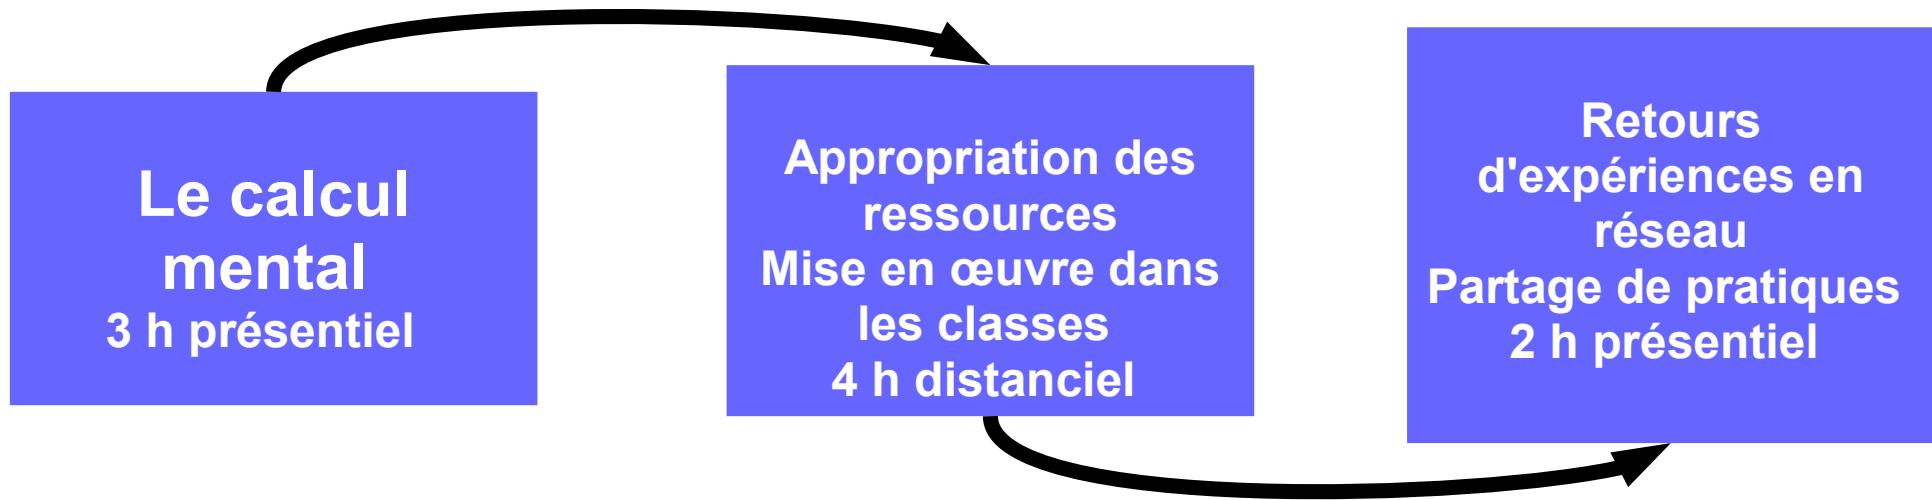 Le calcul
mental
3 h présentiel
Appropriation des
ressources
Mise en œuvre dans
les classes
4 h distanciel
Retours
d'expériences en
réseau
Partage de pratiques
2 h présentiel